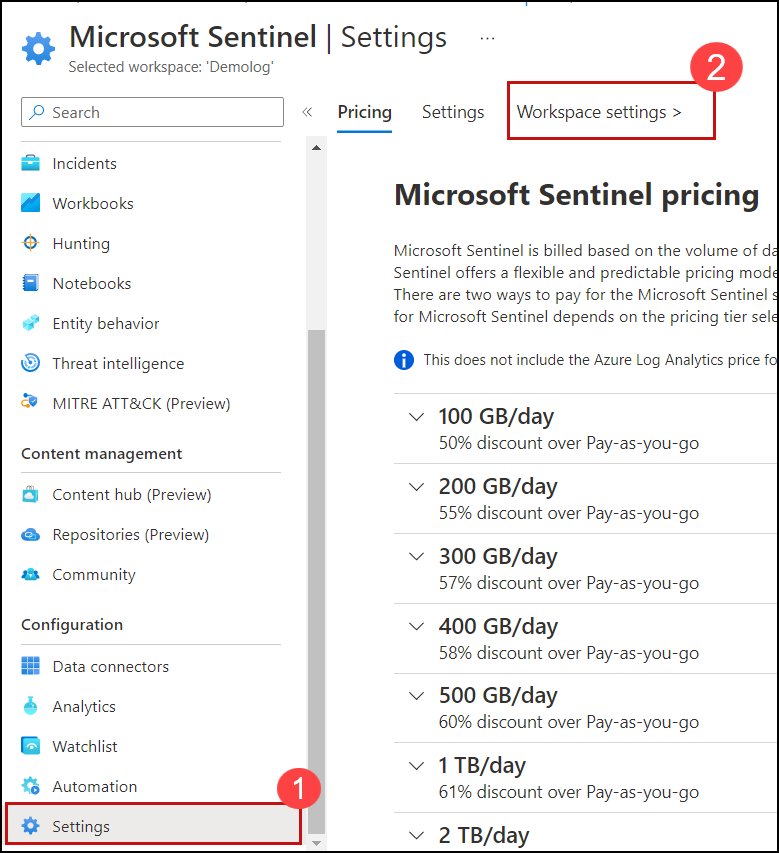 Microsoft Sentinel | Settings ...
Selected workspace: 'Demolog'
2
Search
«
Pricing
Settings
Workspace settings >
Incidents
Workbooks
Hunting
Notebooks
Entity behavior
Threat intelligence
MITRE ATT&CK (Preview)
Content management
Content hub (Preview)
Repositories (Preview)
Community
Configuration
Data connectors
Analytics
Watchlist
Automation
1
Settings
Microsoft Sentinel pricing
Microsoft Sentinel is billed based on the volume of da
Sentinel offers a flexible and predictable pricing mode
There are two ways to pay for the Microsoft Sentinel s
for Microsoft Sentinel depends on the pricing tier sele
This does not include the Azure Log Analytics price fo
100 GB/day
50% discount over Pay-as-you-go
200 GB/day
55% discount over Pay-as-you-go
300 GB/day
57% discount over Pay-as-you-go
400 GB/day
58% discount over Pay-as-you-go
500 GB/day
60% discount over Pay-as-you-go
1 TB/day
61% discount over Pay-as-you-go
2 TB/day